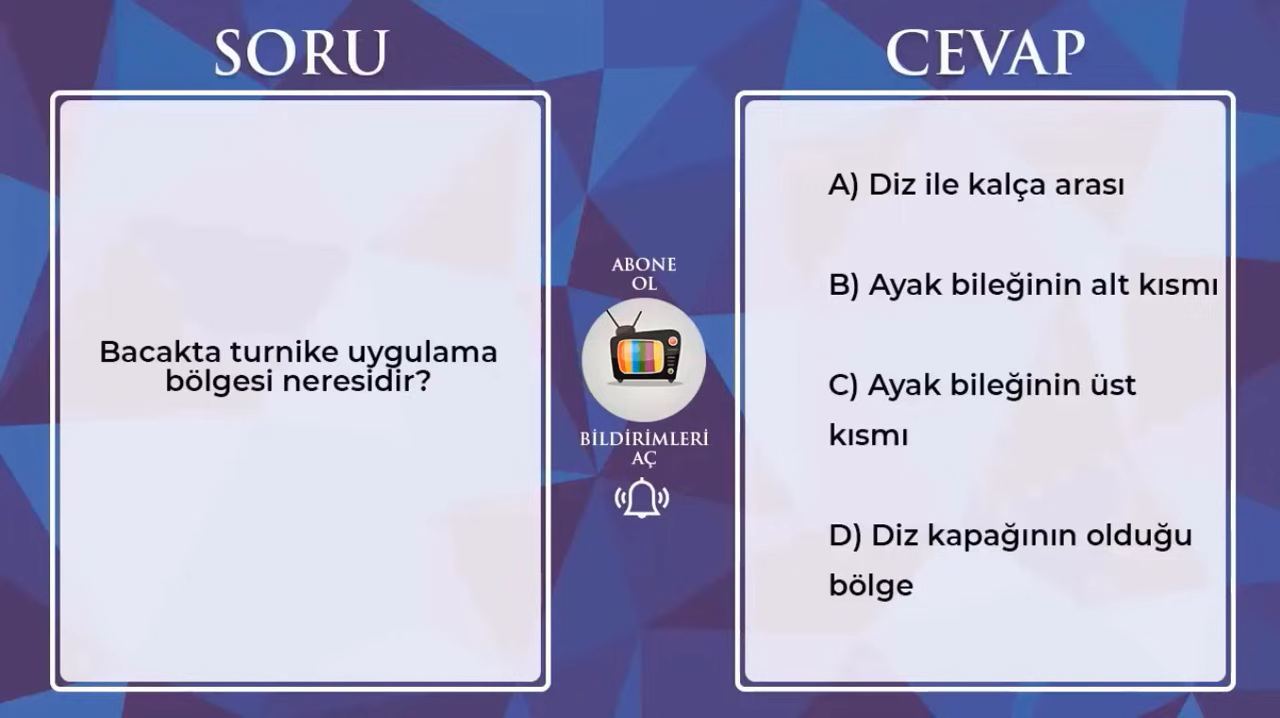 SORU
Bacakta turnike uygulama
bölgesi neresidir?
ABONE
OL
BİLDİRİMLERİ
AÇ
CEVAP
A) Diz ile kalça arası
B) Ayak bileğinin alt kısmı
C) Ayak bileğinin üst
kısmı
D) Diz kapağının olduğu
bölge